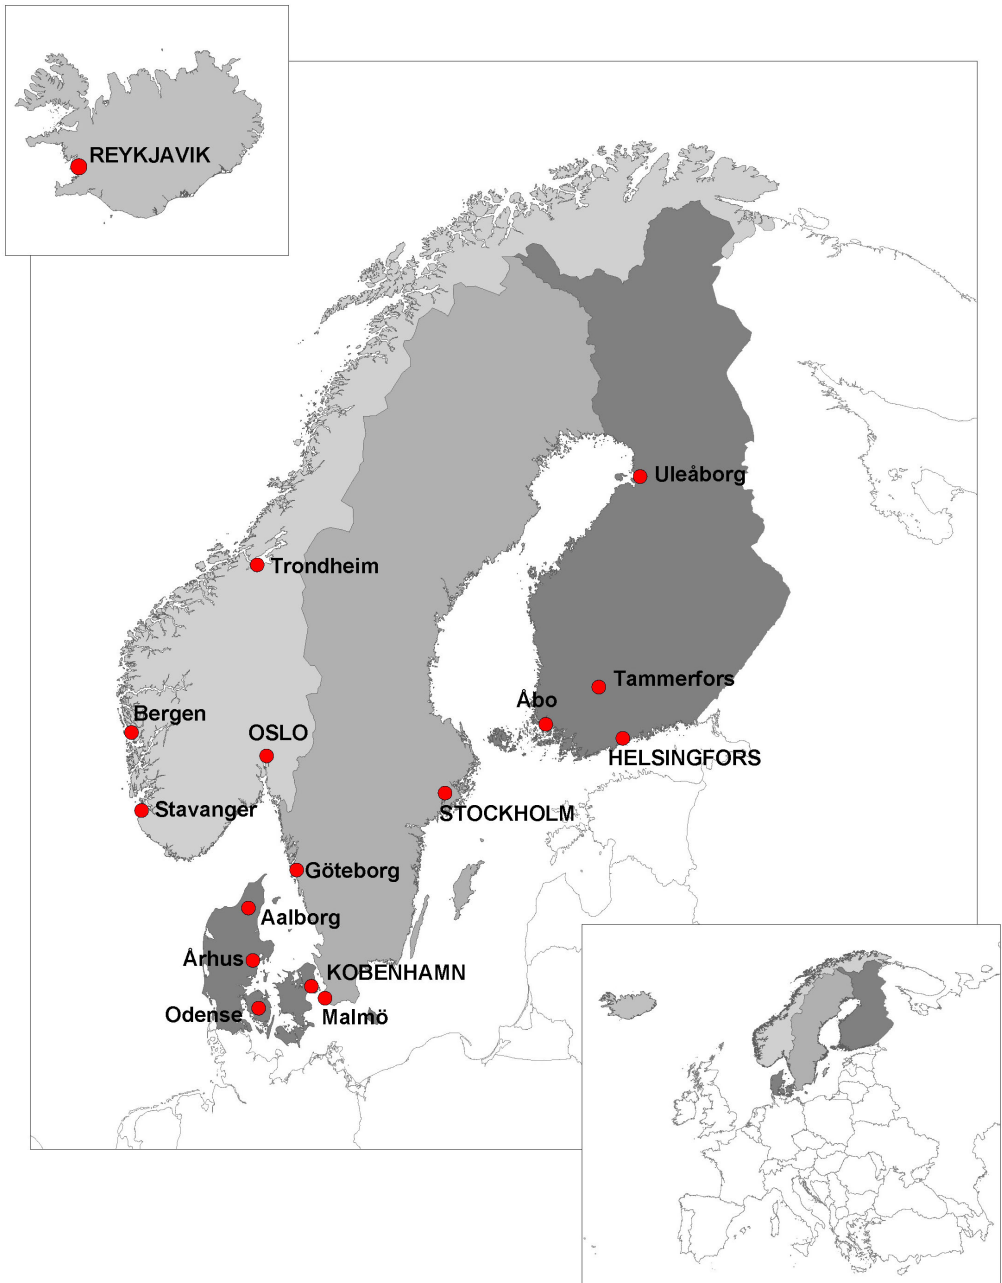 REYKJAVIK
Uleåborg
Trondheim
Tammerfors
Åbo
Bergen
OSLO
HELSINGFORS
Stavanger
STOCKHOLM
Göteborg
Aalborg
Århus
KOBENHAMN
Odense
Malmö